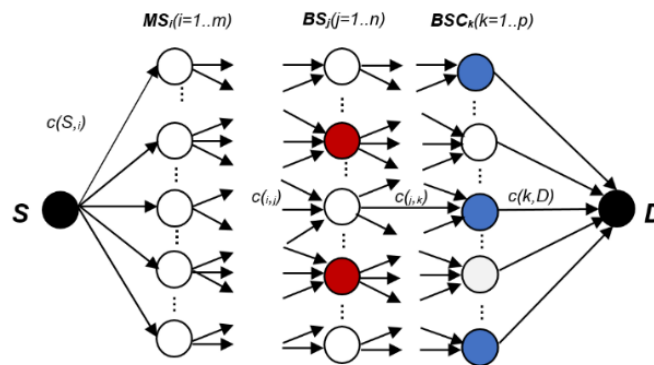 MSi(i=1..m) BSj(j=1..n) BSCk(k=1..p)
c(S,i)
c(i,j) c(j,k) c(k,D)
S D